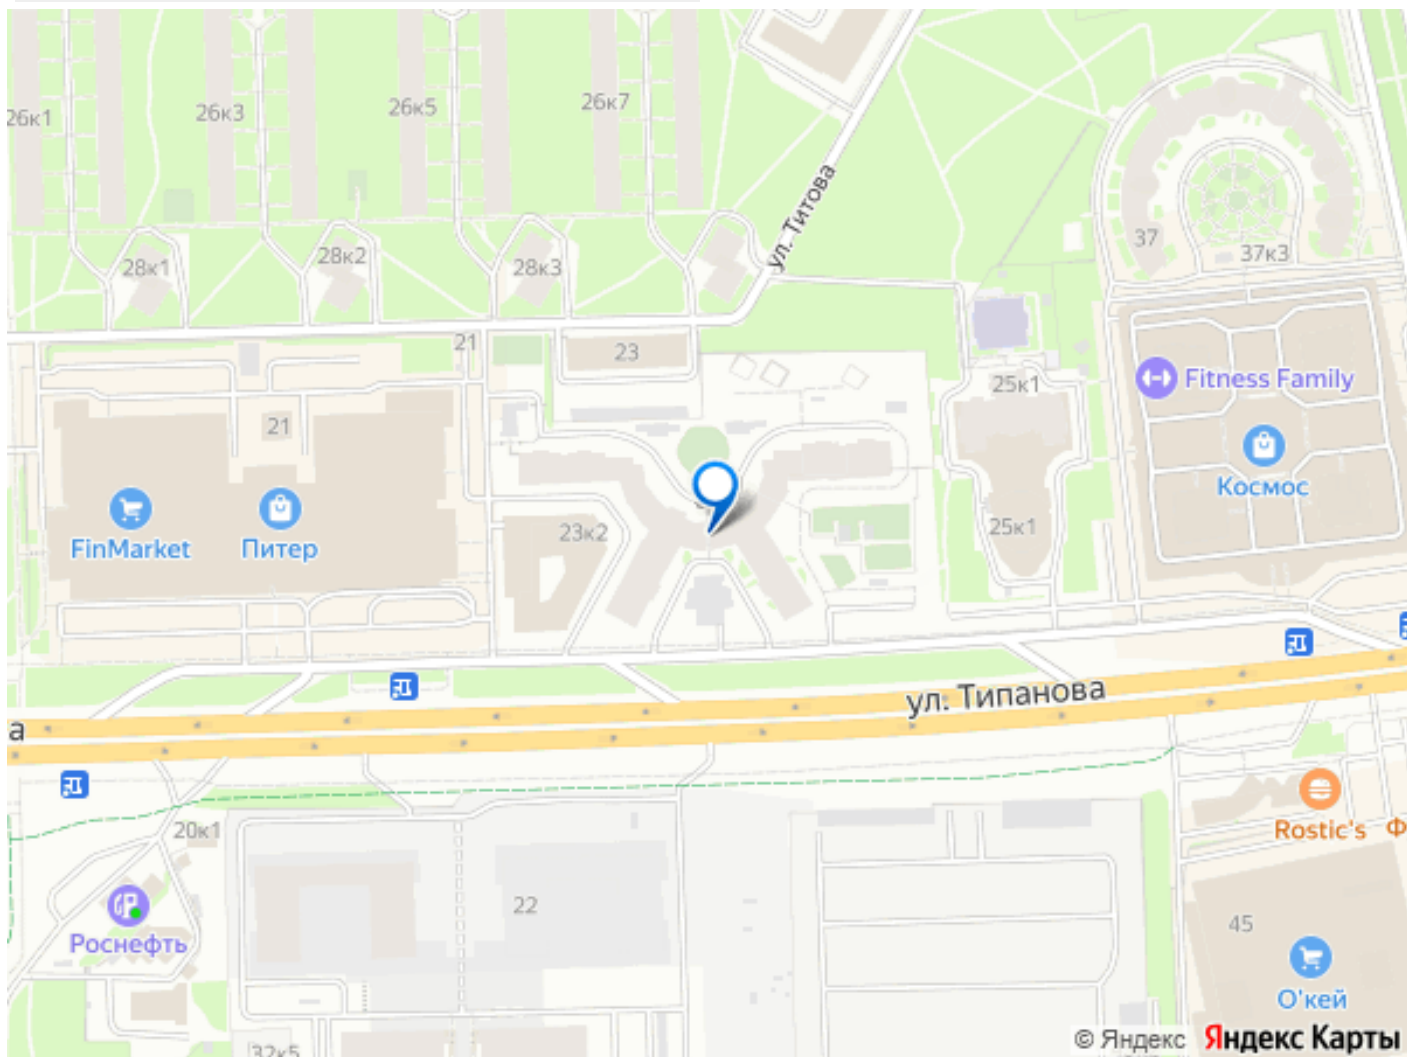 26к1
26к3
26к5
26к7
ул. Титова
28к1
28к2
28к3
37
37к3
21
23
25к1
Fitness Family
21
Космос
FinMarket
Питер
23к2
25к1
ул. Типанова
а
20к1
Rostic's
Ф
22
Роснефть
45
О'кей
32к5
© Яндекс Яндекс Карты